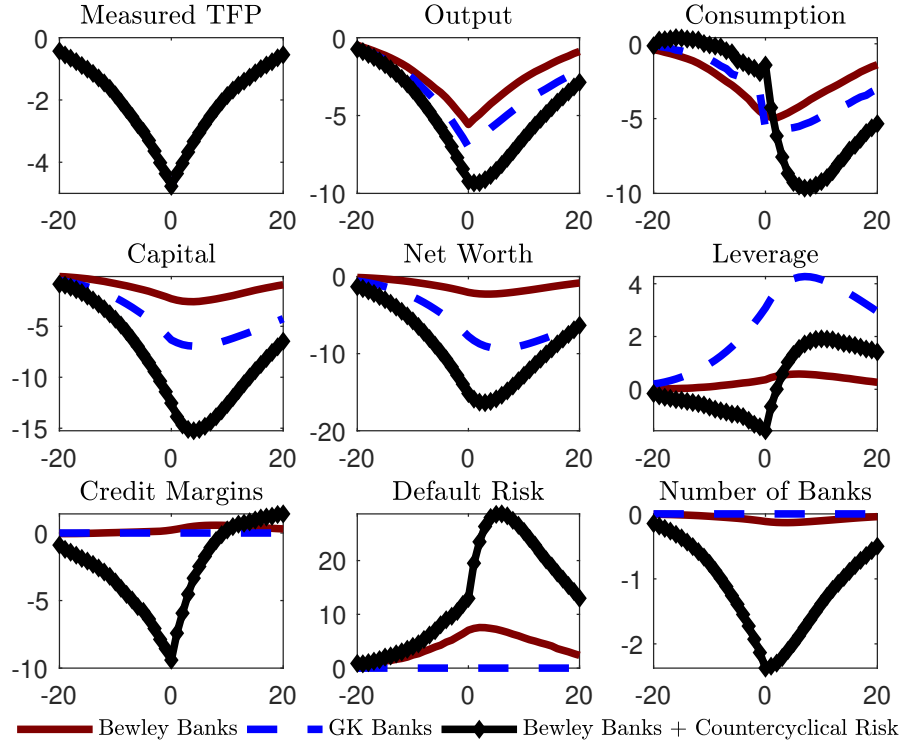 Measured TFP Output Consumption
0 0 0
-2 -5 -5
-4 -10 -10
-20 0 20 -20 0 20 -20 0 20
Capital Net Worth Leverage
0 0 4
-5 -10 2
-10 -20 0
-15
-20 0 20 -20 0 20 -20 0 20
Credit Margins Default Risk Number of Banks
0 20 0
-5 10 -1
-10 0 -2
-20 0 20 -20 0 20 -20 0 20
Bewley Banks GK Banks Bewley Banks + Countercyclical Risk